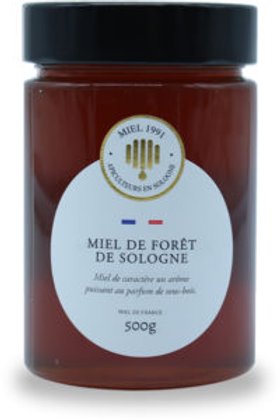 MIEL 1991
APICULTEURS EN SOLOGNE
MIEL DE FORÊT
DE SOLOGNE
Miel de caractère un arôme
puissant au parfum de sous-bois.
MIEL DE FRANCE
500g